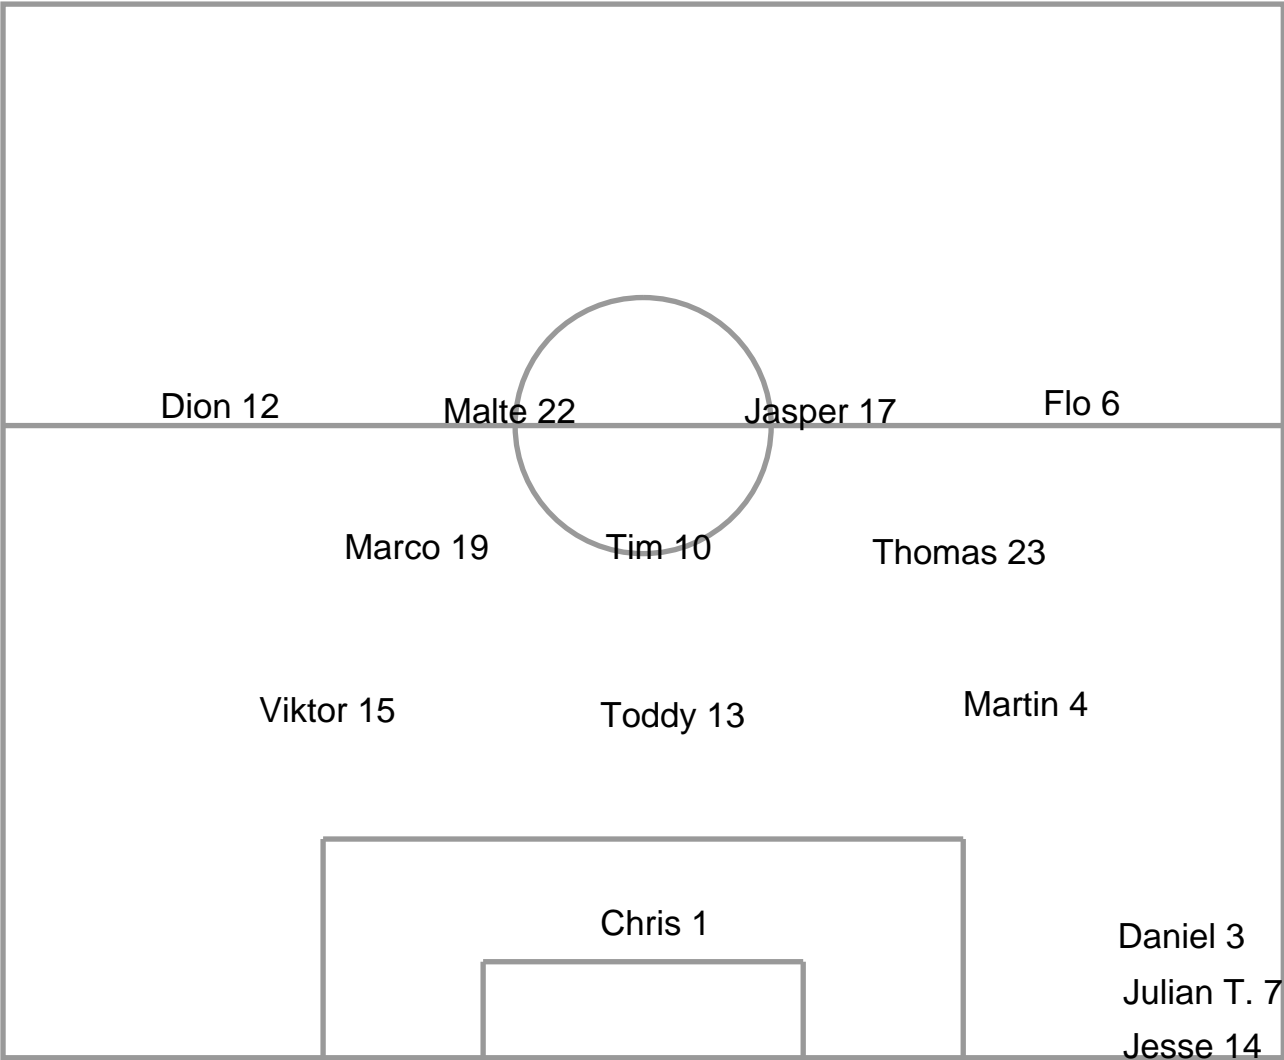 Dion 12
Malte 22
Jasper 17
Flo 6
Marco 19
Tim 10
Thomas 23
Viktor 15
Toddy 13
Martin 4
Chris 1
Daniel 3
Julian T. 7
Jesse 14